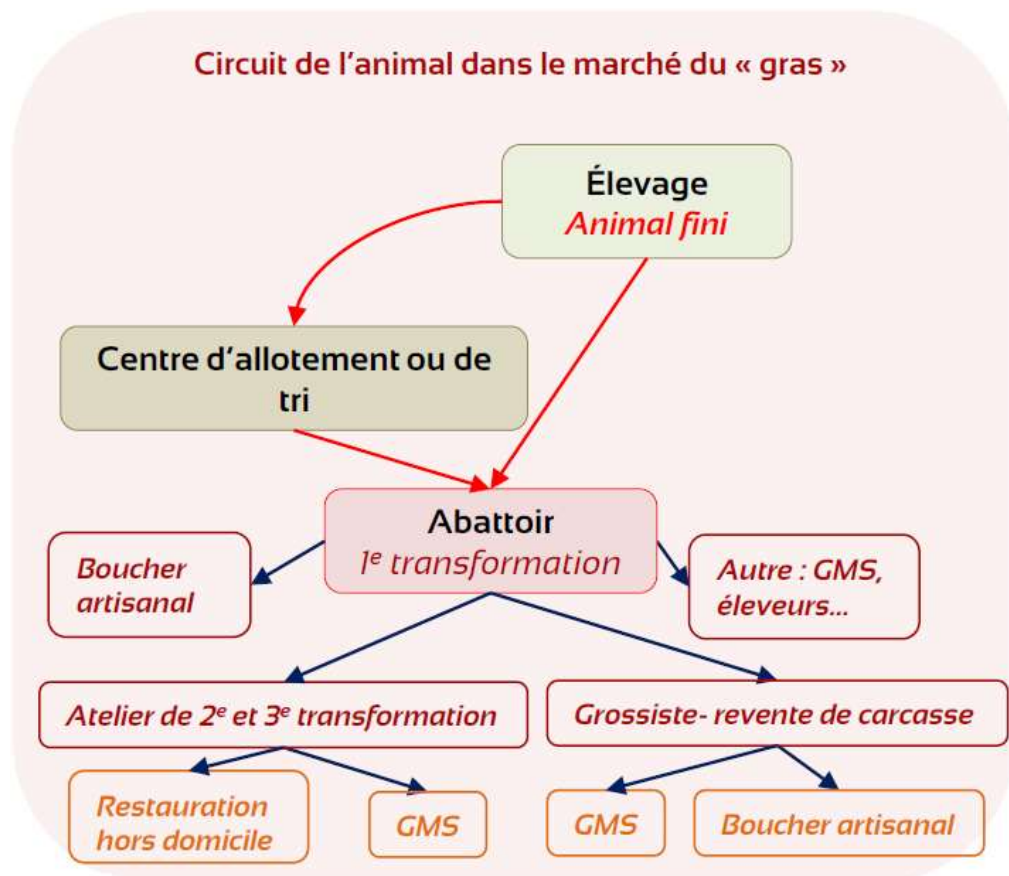 Circuit de l'animal dans le marché du « gras »
Élevage
Animal fini
Centre d'allotement ou de
tri
Abattoir
1e transformation
Boucher
artisanal
Autre : GMS,
éleveurs...
Atelier de 2e et 3e transformation
Grossiste- revente de carcasse
Restauration
hors domicile
GMS
GMS
Boucher artisanal